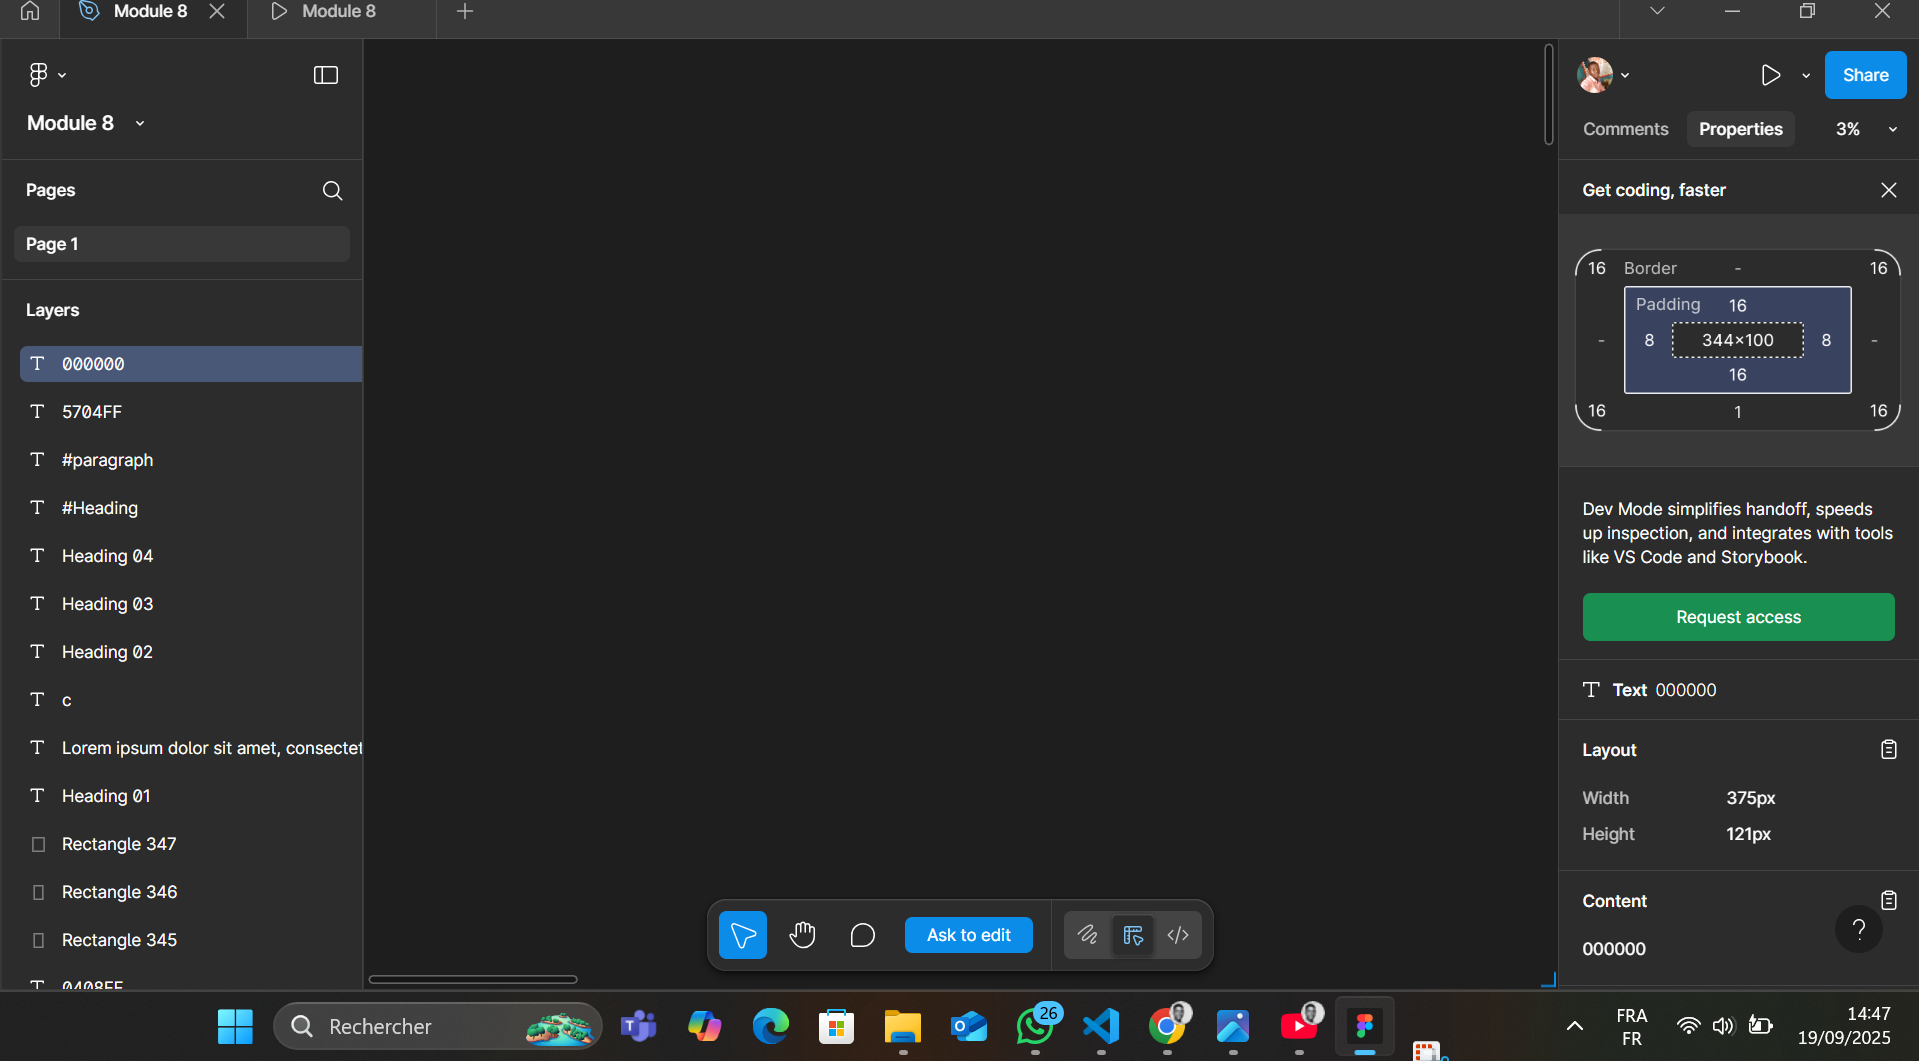 Module 8
Module 8
Module 8
Share
Comments
Properties
3%
Pages
Page 1
Layers
000000
5704FF
#paragraph
#Heading
Heading 04
Heading 03
Heading 02
c
Lorem ipsum dolor sit amet, consectet
Heading 01
Rectangle 347
Rectangle 346
Rectangle 345
0408FF
Ask to edit
Get coding, faster
16 Border - 16
Padding 16
- 8 344×100 8 -
16
16 1 16
Dev Mode simplifies handoff, speeds
up inspection, and integrates with tools
like VS Code and Storybook.
Request access
Text 000000
Layout
Width 375px
Height 121px
Content
?
000000
Rechercher
26
FRA
FR
14:47
19/09/2025